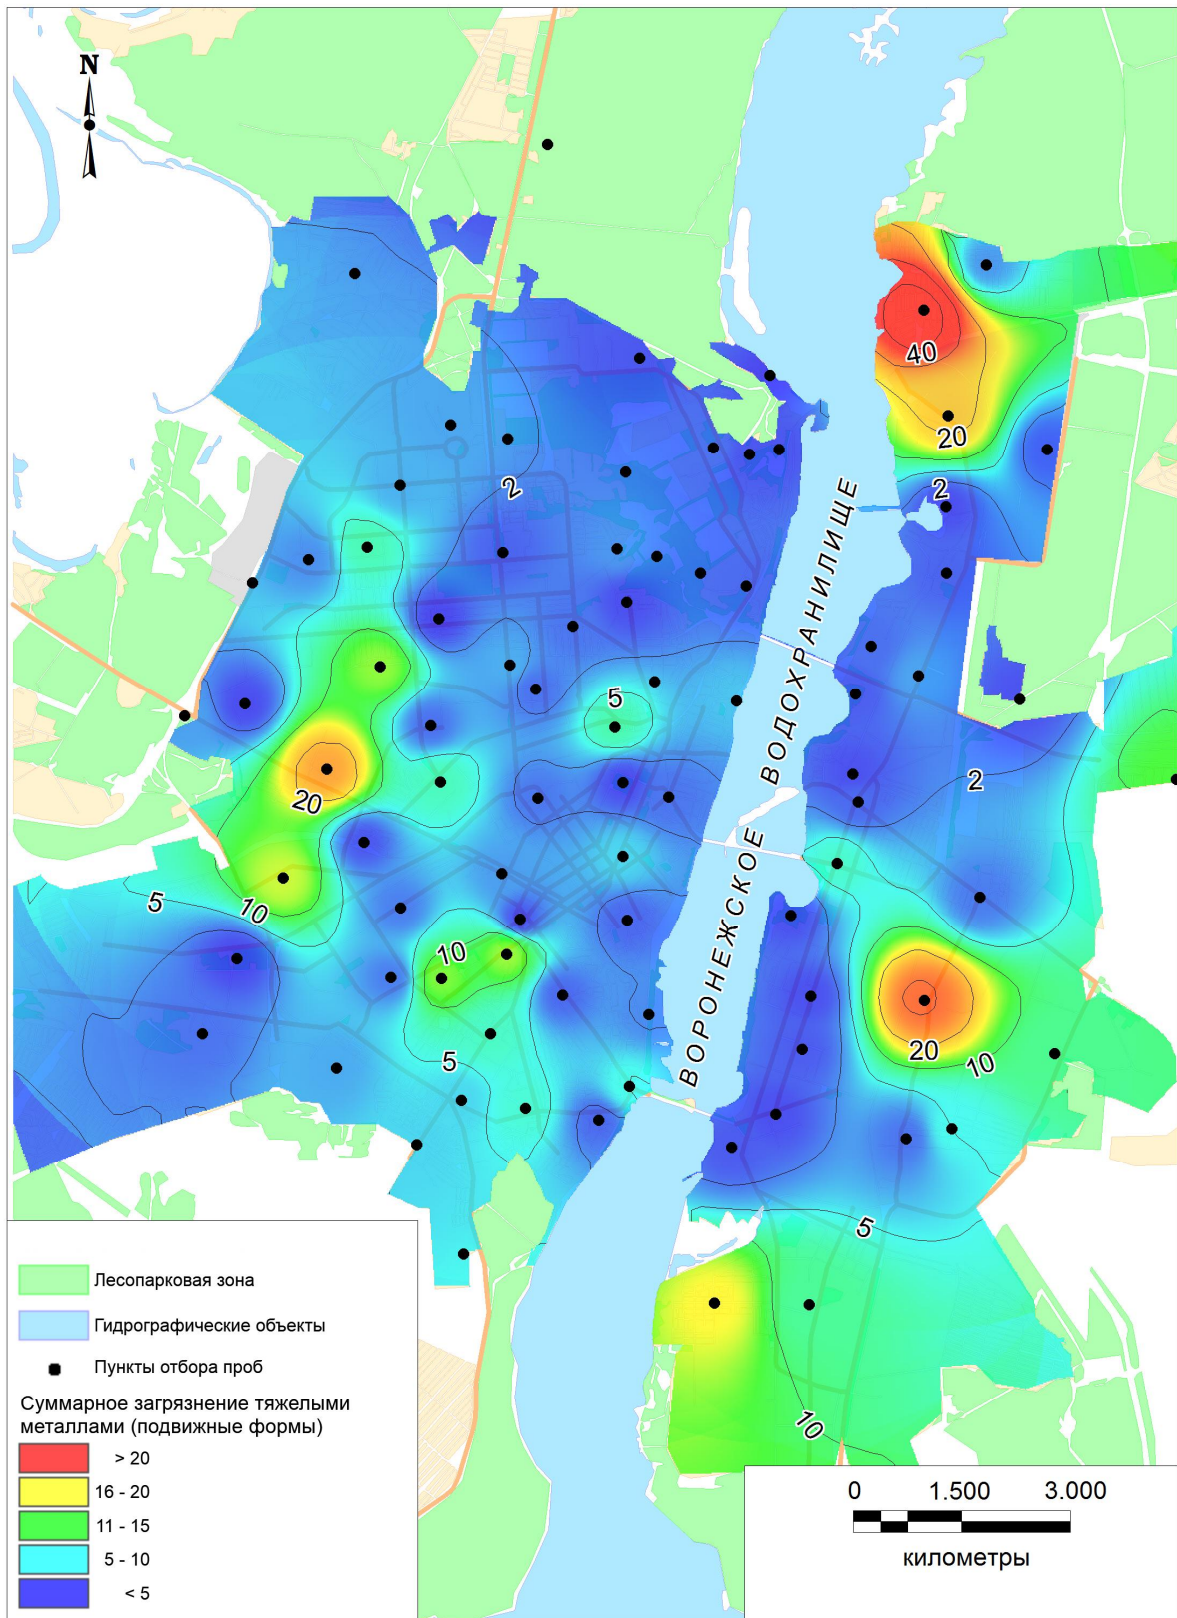 N
40
20
2
2
5
ВОРОНЕЖСКОЕ ВОДОХРАНИЛИЩЕ
2
20
5
10
10
5
20
10
5
10
Лесопарковая зона
Гидрографические объекты
Пункты отбора проб
Суммарное загрязнение тяжелыми
металлами (подвижные формы)
> 20
16 - 20
11 - 15
5 - 10
< 5
0 1.500 3.000
километры